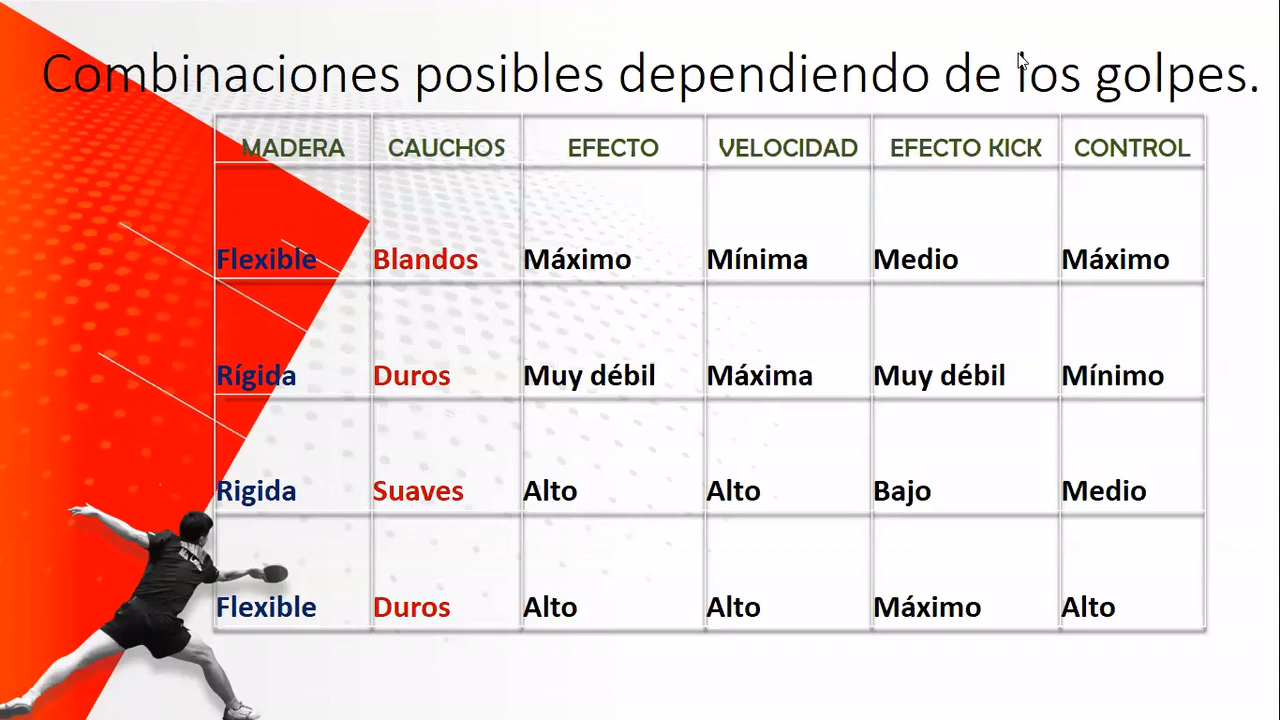 Combinaciones posibles dependiendo de los golpes.
MADERA CAUCHOS EFECTO VELOCIDAD EFECTO KICK CONTROL
Flexible Blandos Máximo Mínima Medio Máximo
Rígida Duros Muy débil Máxima Muy débil Mínimo
Rigida Suaves Alto Alto Bajo Medio
Flexible Duros Alto Alto Máximo Alto